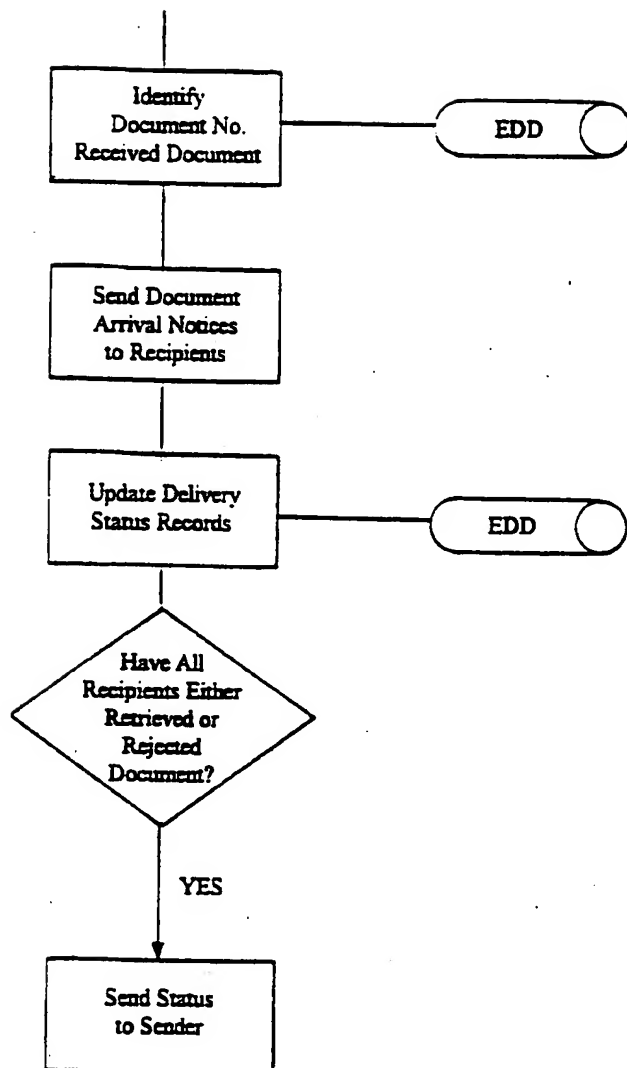 Identify
Document No.
Received Document
EDD
Send Document
Arrival Notices
to Recipients
Update Delivery
Status Records
EDD
Have All
Recipients Either
Retrieved or
Rejected
Document?
YES
Send Status
to Sender